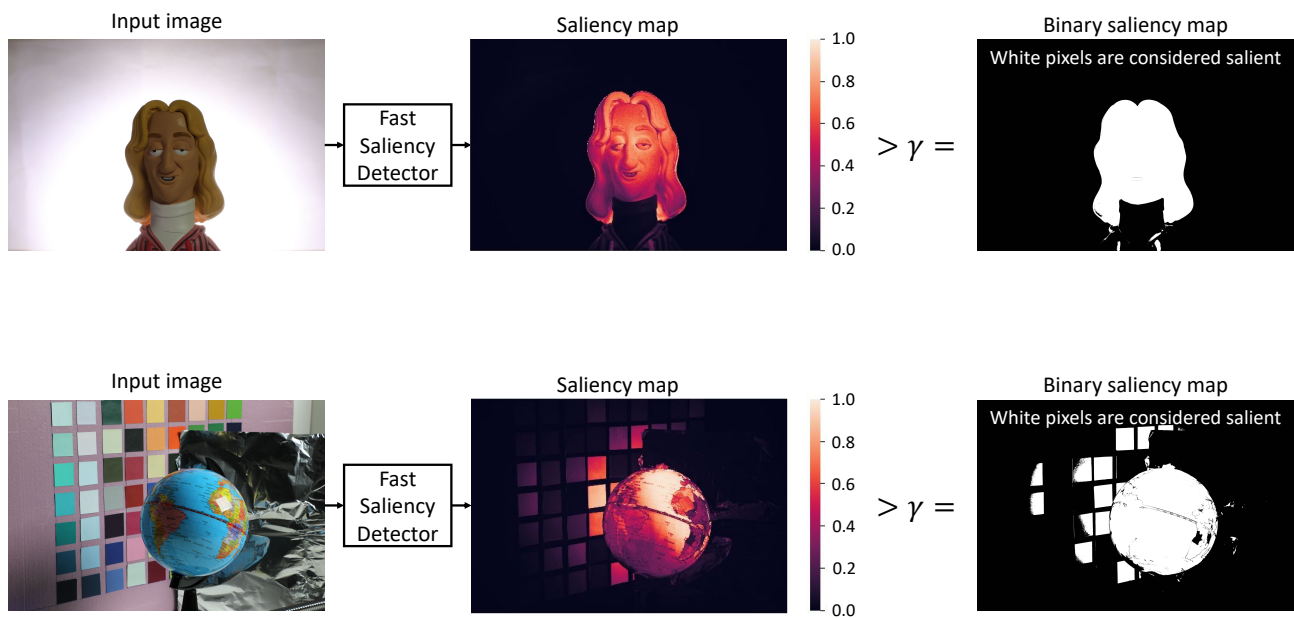 Input image
Saliency map
Binary saliency map
White pixels are considered salient
Fast
Saliency
Detector
1.0
0.8
0.6
0.4
0.2
0.0
> γ =
Input image
Saliency map
Binary saliency map
White pixels are considered salient
Fast
Saliency
Detector
1.0
0.8
0.6
0.4
0.2
0.0
> γ =